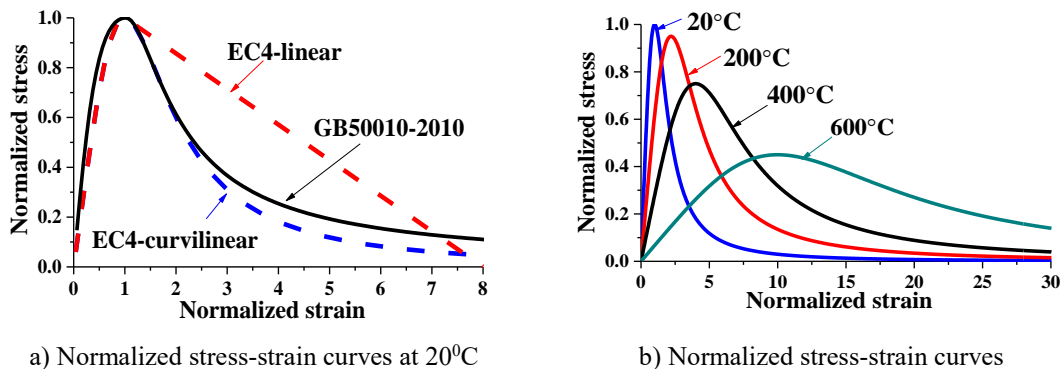 Normalized stress
1.0
0.8
0.6
0.4
0.2
0.0
EC4-linear
GB50010-2010
EC4-curvilinear
0 1 2 3 4 5 6 7 8
Normalized strain
a) Normalized stress-strain curves at 20⁰C
Normalized stress
1.0
0.8
0.6
0.4
0.2
0.0
20°C
200°C
400°C
600°C
0 5 10 15 20 25 30
Normalized strain
b) Normalized stress-strain curves